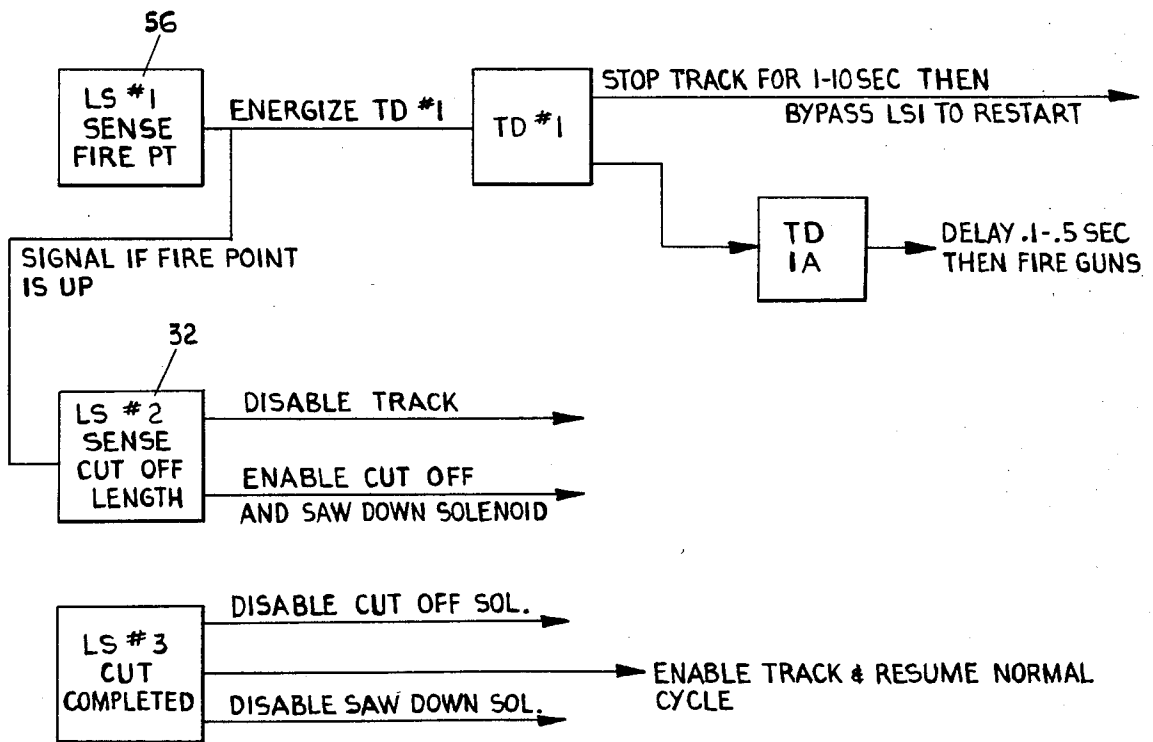 56
LS #1
SENSE
FIRE PT
ENERGIZE TD #1
TD #1
STOP TRACK FOR 1-10 SEC THEN
BYPASS LS1 TO RESTART
TD
1A
DELAY .1-.5 SEC
THEN FIRE GUNS
SIGNAL IF FIRE POINT
IS UP
32
LS #2
SENSE
CUT OFF
LENGTH
DISABLE TRACK
ENABLE CUT OFF
AND SAW DOWN SOLENOID
LS #3
CUT
COMPLETED
DISABLE CUT OFF SOL.
ENABLE TRACK & RESUME NORMAL
CYCLE
DISABLE SAW DOWN SOL.